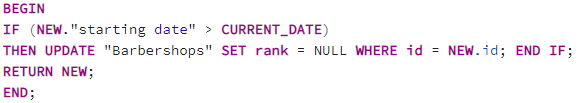 BEGIN
IF (NEW."starting date" > CURRENT_DATE)
THEN UPDATE "Barbershops" SET rank = NULL WHERE id = NEW.id; END IF;
RETURN NEW;
END;